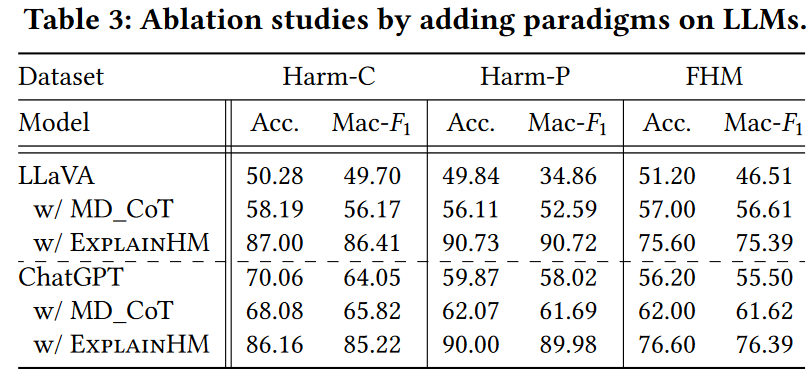 Table 3: Ablation studies by adding paradigms on LLMs.
Dataset Harm-C Harm-P FHM
Model Acc. Mac-F1 Acc. Mac-F1 Acc. Mac-F1
LLaVA 50.28 49.70 49.84 34.86 51.20 46.51
w/ MD_CoT 58.19 56.17 56.11 52.59 57.00 56.61
w/ EXPLAINHM 87.00 86.41 90.73 90.72 75.60 75.39
ChatGPT 70.06 64.05 59.87 58.02 56.20 55.50
w/ MD_CoT 68.08 65.82 62.07 61.69 62.00 61.62
w/ EXPLAINHM 86.16 85.22 90.00 89.98 76.60 76.39